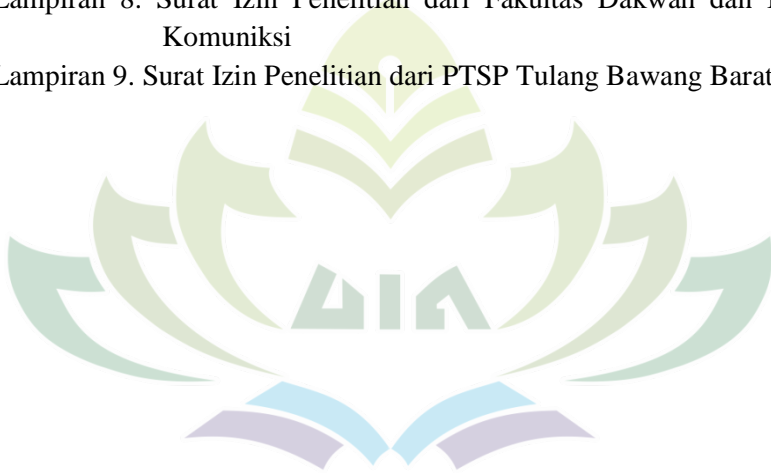 Lampiran 8. Surat Izin Penelitian dari Fakultas Dakwah dan
Komuniksi
Lampiran 9. Surat Izin Penelitian dari PTSP Tulang Bawang Barat
UIN